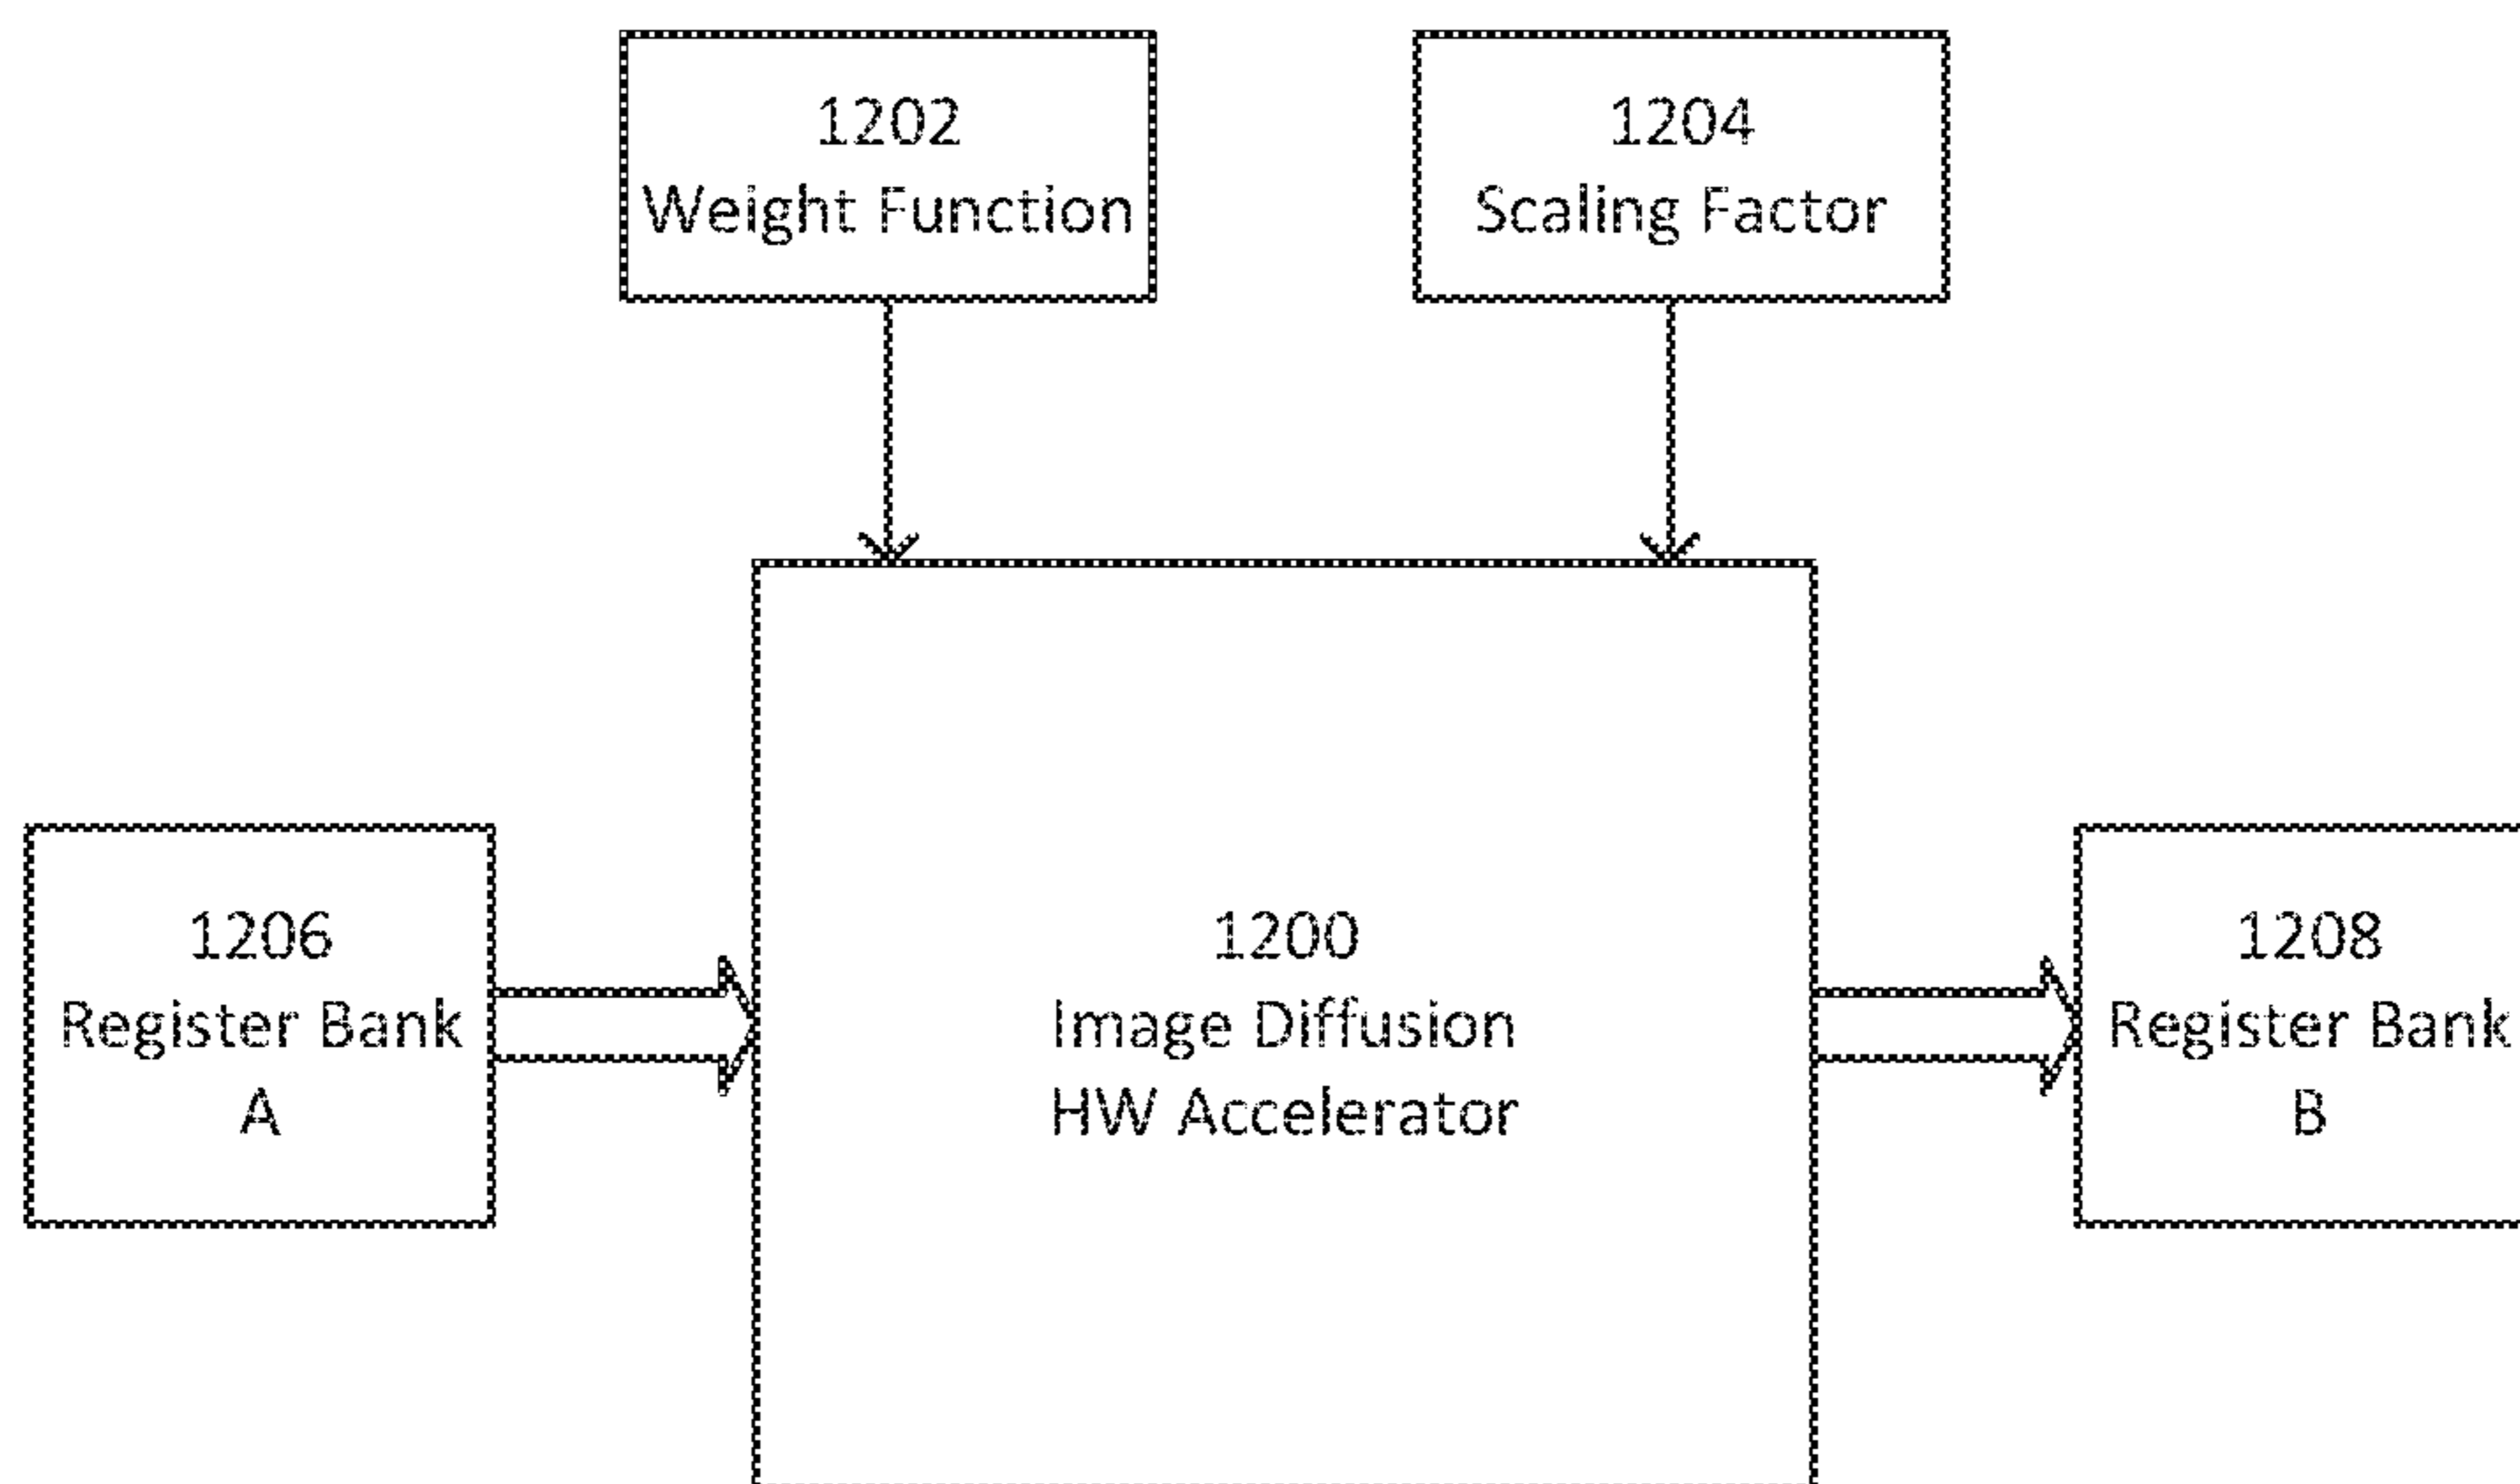 1202
Weight Function
1204
Scaling Factor
1206
Register Bank
A
1200
Image Diffusion
HW Accelerator
1208
Register Bank
B